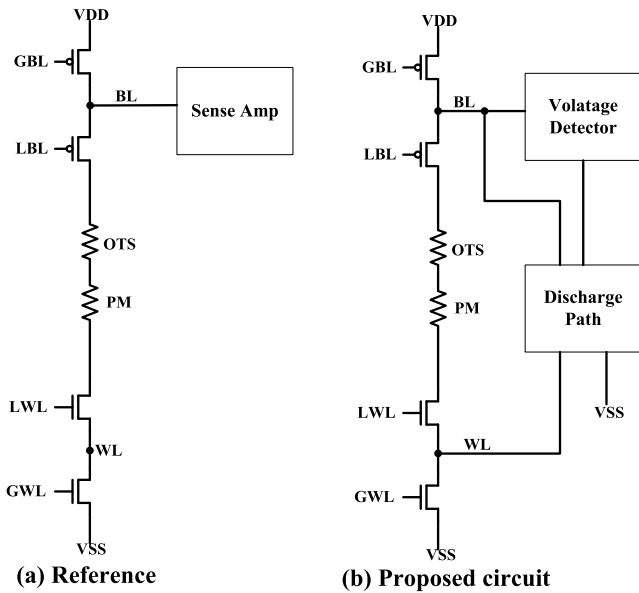 VDD
GBL
BL
Sense Amp
LBL
OTS
PM
LWL
WL
GWL
VSS
(a) Reference
VDD
GBL
BL
Volatage
Detector
LBL
OTS
PM
Discharge
Path
LWL
VSS
WL
GWL
VSS
(b) Proposed circuit